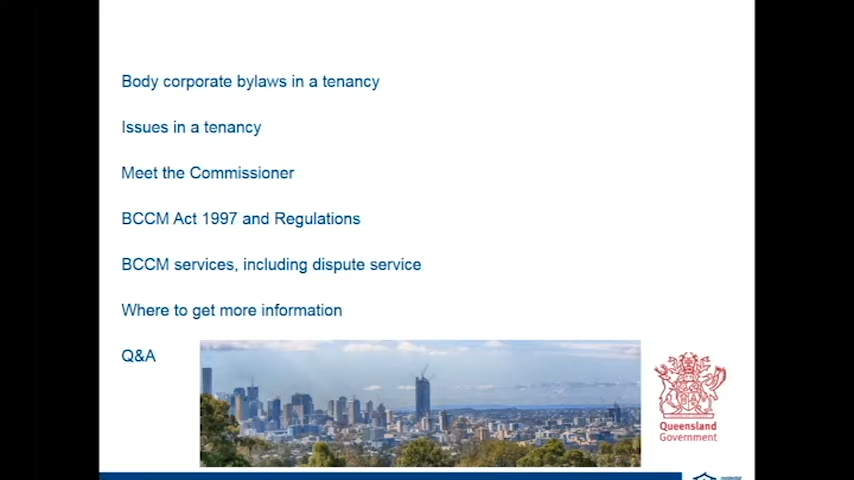 Body corporate bylaws in a tenancy
Issues in a tenancy
Meet the Commissioner
BCCM Act 1997 and Regulations
BCCM services, including dispute service
Where to get more information
Q&A
Queensland
Government